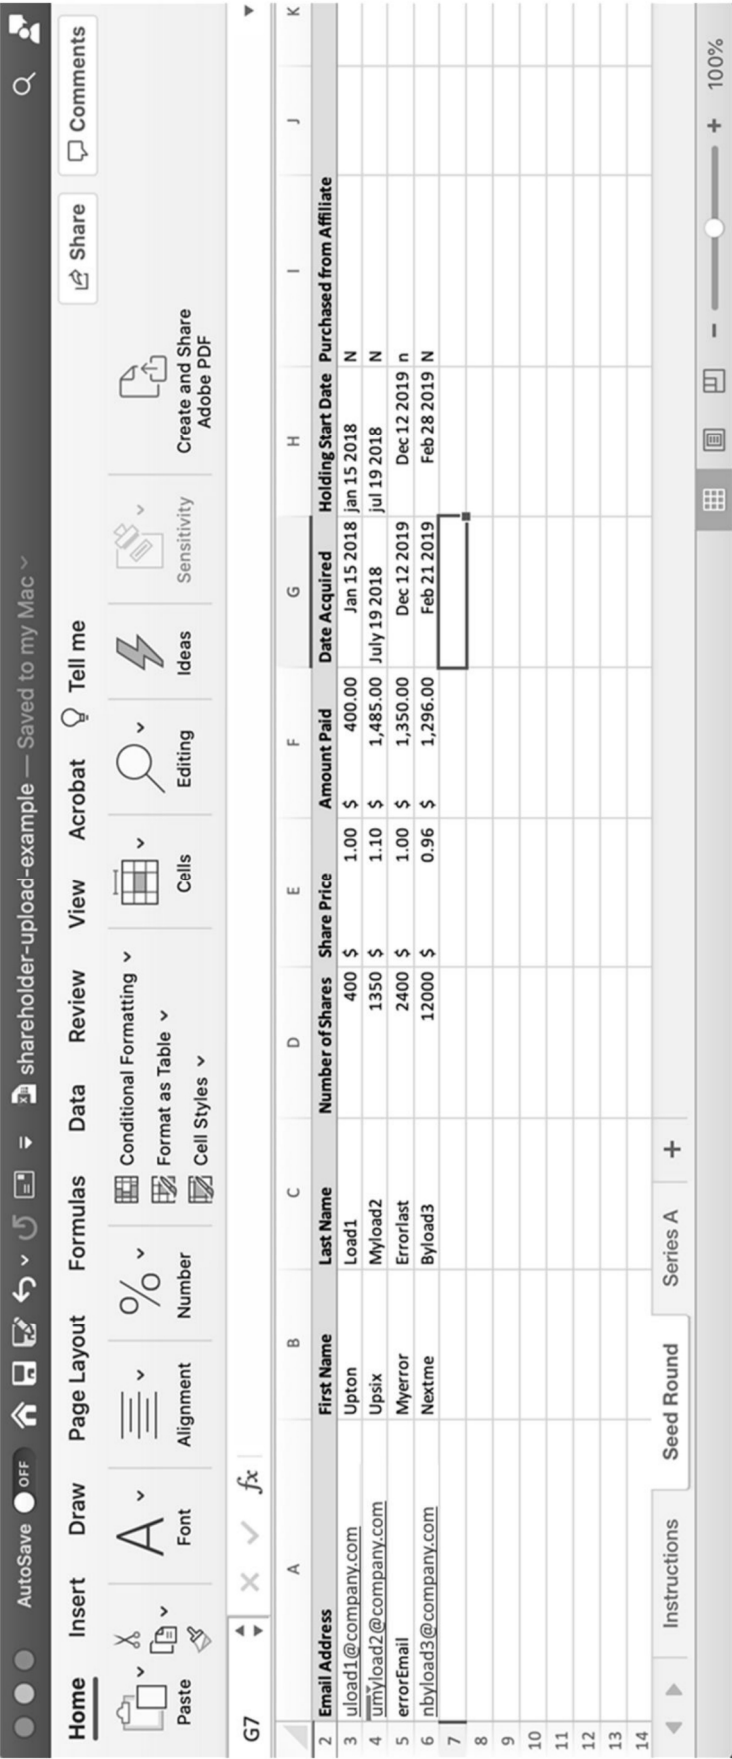 AutoSave OFF shareholder-upload-example — Saved to my Mac
Home Insert Draw Page Layout Formulas Data Review View Acrobat Tell me Share Comments
Paste Font Alignment Number Conditional Formatting Format as Table Cell Styles Cells Editing Ideas Sensitivity Create and Share Adobe PDF
G7 fx
A B C D E F G H I J K
2 Email Address First Name Last Name Number of Shares Share Price Amount Paid Date Acquired Holding Start Date Purchased from Affiliate
3 uload1@company.com Upton Load1 400 $ 1.00 $ 400.00 Jan 15 2018 jan 15 2018 N
4 umyload2@company.com Upsix Myload2 1350 $ 1.10 $ 1,485.00 July 19 2018 jul 19 2018 N
5 errorEmail Myerror Errorlast 2400 $ 1.00 $ 1,350.00 Dec 12 2019 Dec 12 2019 n
6 nbyload3@company.com Nextme Byload3 12000 $ 0.96 $ 1,296.00 Feb 21 2019 Feb 28 2019 N
7
8
9
10
11
12
13
14
Instructions Seed Round Series A +
100%